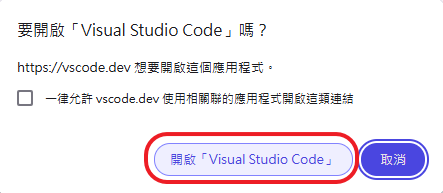 要開啟「Visual Studio Code」嗎？
https://vscode.dev 想要開啟這個應用程式。
一律允許 vscode.dev 使用相關聯的應用程式開啟這類連結
開啟「Visual Studio Code」 取消